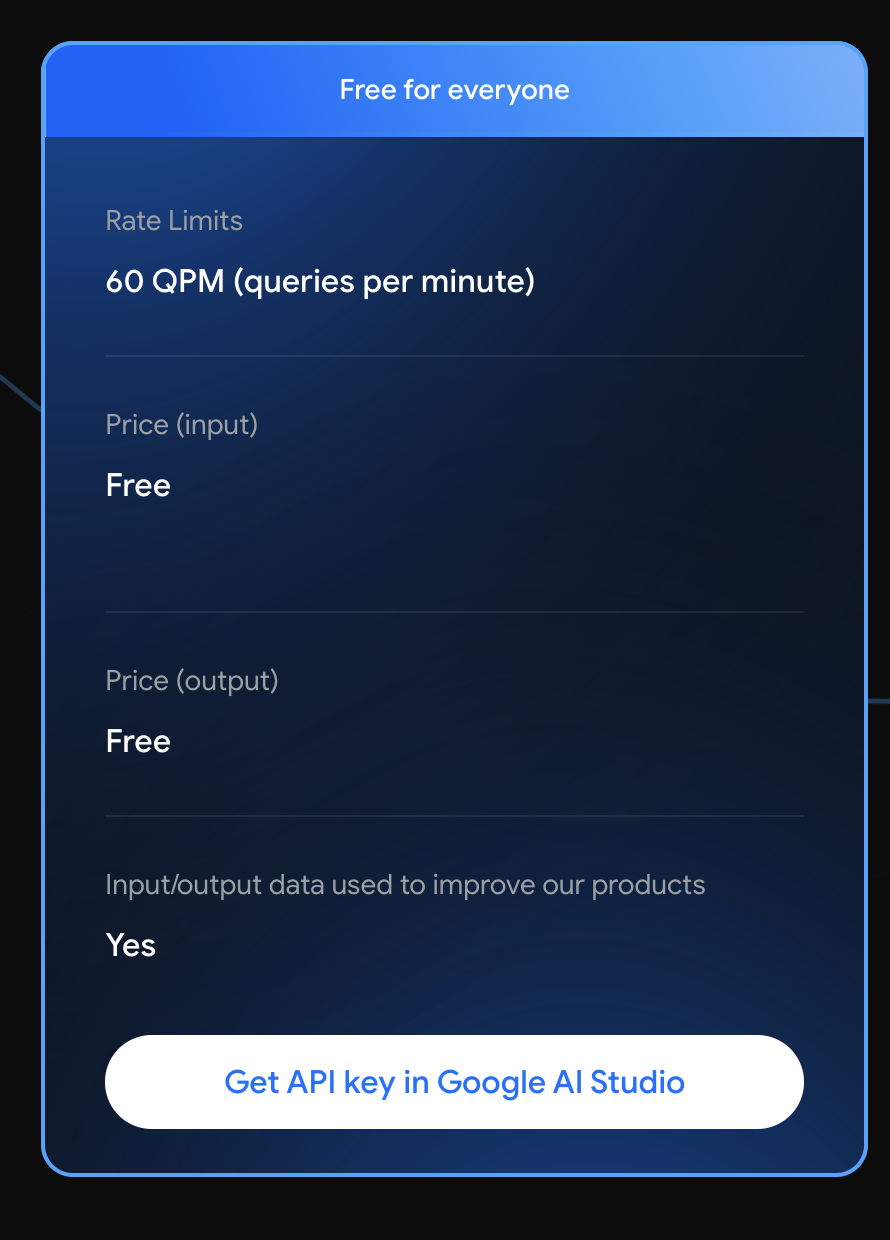 Free for everyone
Rate Limits
60 QPM (queries per minute)
Price (input)
Free
Price (output)
Free
Input/output data used to improve our products
Yes
Get API key in Google AI Studio